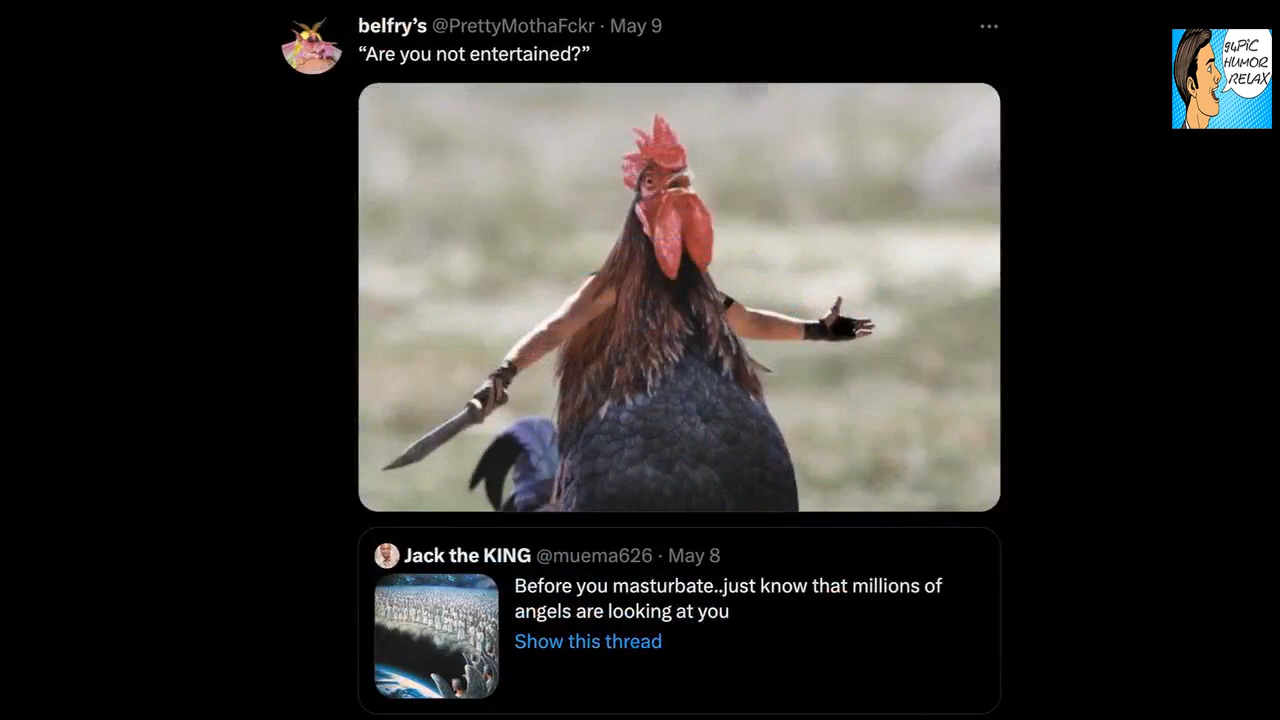 belfry’s @PrettyMothaFckr · May 9
“Are you not entertained?”
94PiC
HUMOR
RELAX
Jack the KING @muema626 · May 8
Before you masturbate..just know that millions of
angels are looking at you
Show this thread